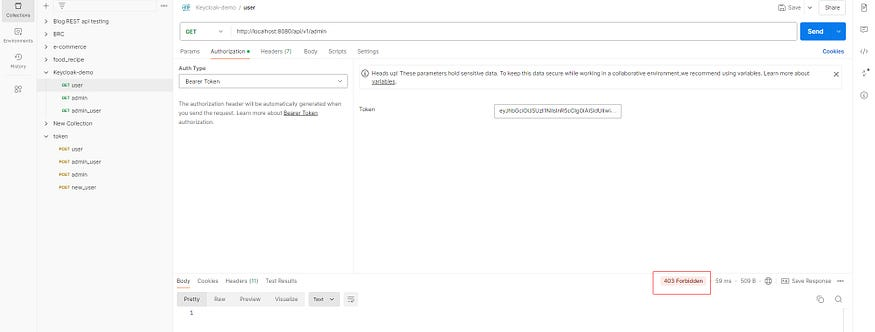 Collections
Environments
History
Blog REST api testing
BRC
e-commerce
food_recipe
Keycloak-demo
GET user
GET admin
GET admin_user
New Collection
token
POST user
POST admin_user
POST admin
POST new_user
Keycloak-demo / user
Save
Share
GET
http://localhost:8080/api/v1/admin
Send
Params Authorization Headers (7) Body Scripts Settings
Cookies
Auth Type
Bearer Token
The authorization header will be automatically generated when
you send the request. Learn more about Bearer Token
authorization.
Heads up! These parameters hold sensitive data. To keep this data secure while working in a collaborative environment, we recommend using variables. Learn more about
variables.
Token
Body Cookies Headers (11) Test Results
403 Forbidden 59 ms 509 B Save Response
Pretty Raw Preview Visualize Text
1